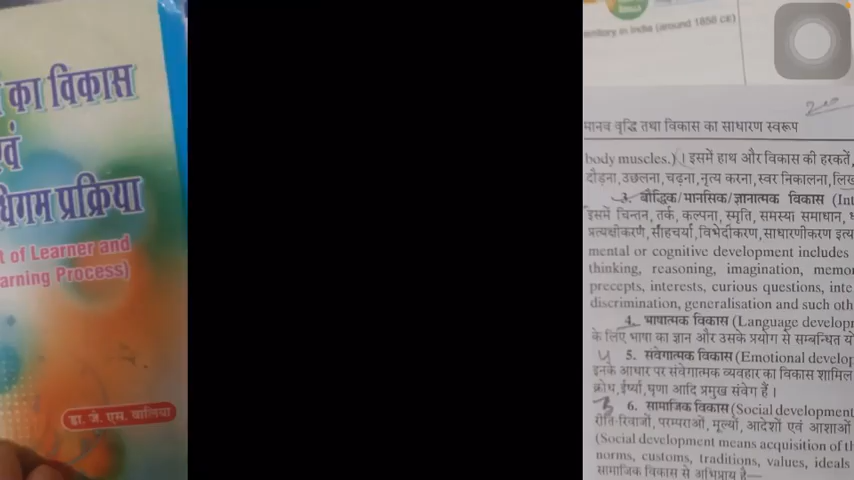 का विकास
एवं
धिगम प्रक्रिया
t of Learner and
arning Process)
डा. जे. एस. वालिया
territory in India (around 1856 CE)
मानव वृद्धि तथा विकास का साधारण स्वरूप
body muscles.) । इसमें हाथ और विकास की हरकतें,
दौड़ना, उछलना, चढ़ना, नृत्य करना, स्वर निकालना, लिख
3. बौद्धिक/मानसिक/ज्ञानात्मक विकास (Int
इसमें चिन्तन, तर्क, कल्पना, स्मृति, समस्या समाधान,
प्रत्यक्षीकरण, साहचर्य, विभेदीकरण, साधारणीकरण इत्य
mental or cognitive development includes
thinking, reasoning, imagination, memor
precepts, interests, curious questions, inte
discrimination, generalisation and such oth
4. भाषात्मक विकास (Language developm
के लिए भाषा का ज्ञान और उसके प्रयोग से सम्बन्धित यो
5. संवेगात्मक विकास (Emotional develop
इनके आधार पर संवेगात्मक व्यवहार का विकास शामिल
क्रोध, ईर्ष्या, घृणा आदि प्रमुख संवेग हैं ।
6. सामाजिक विकास (Social development
रीति-रिवाजों, परम्पराओं, मूल्यों, आदेशों एवं आशाओं
(Social development means acquisition of th
norms, customs, traditions, values, ideals
सामाजिक विकास से अभिप्राय है—